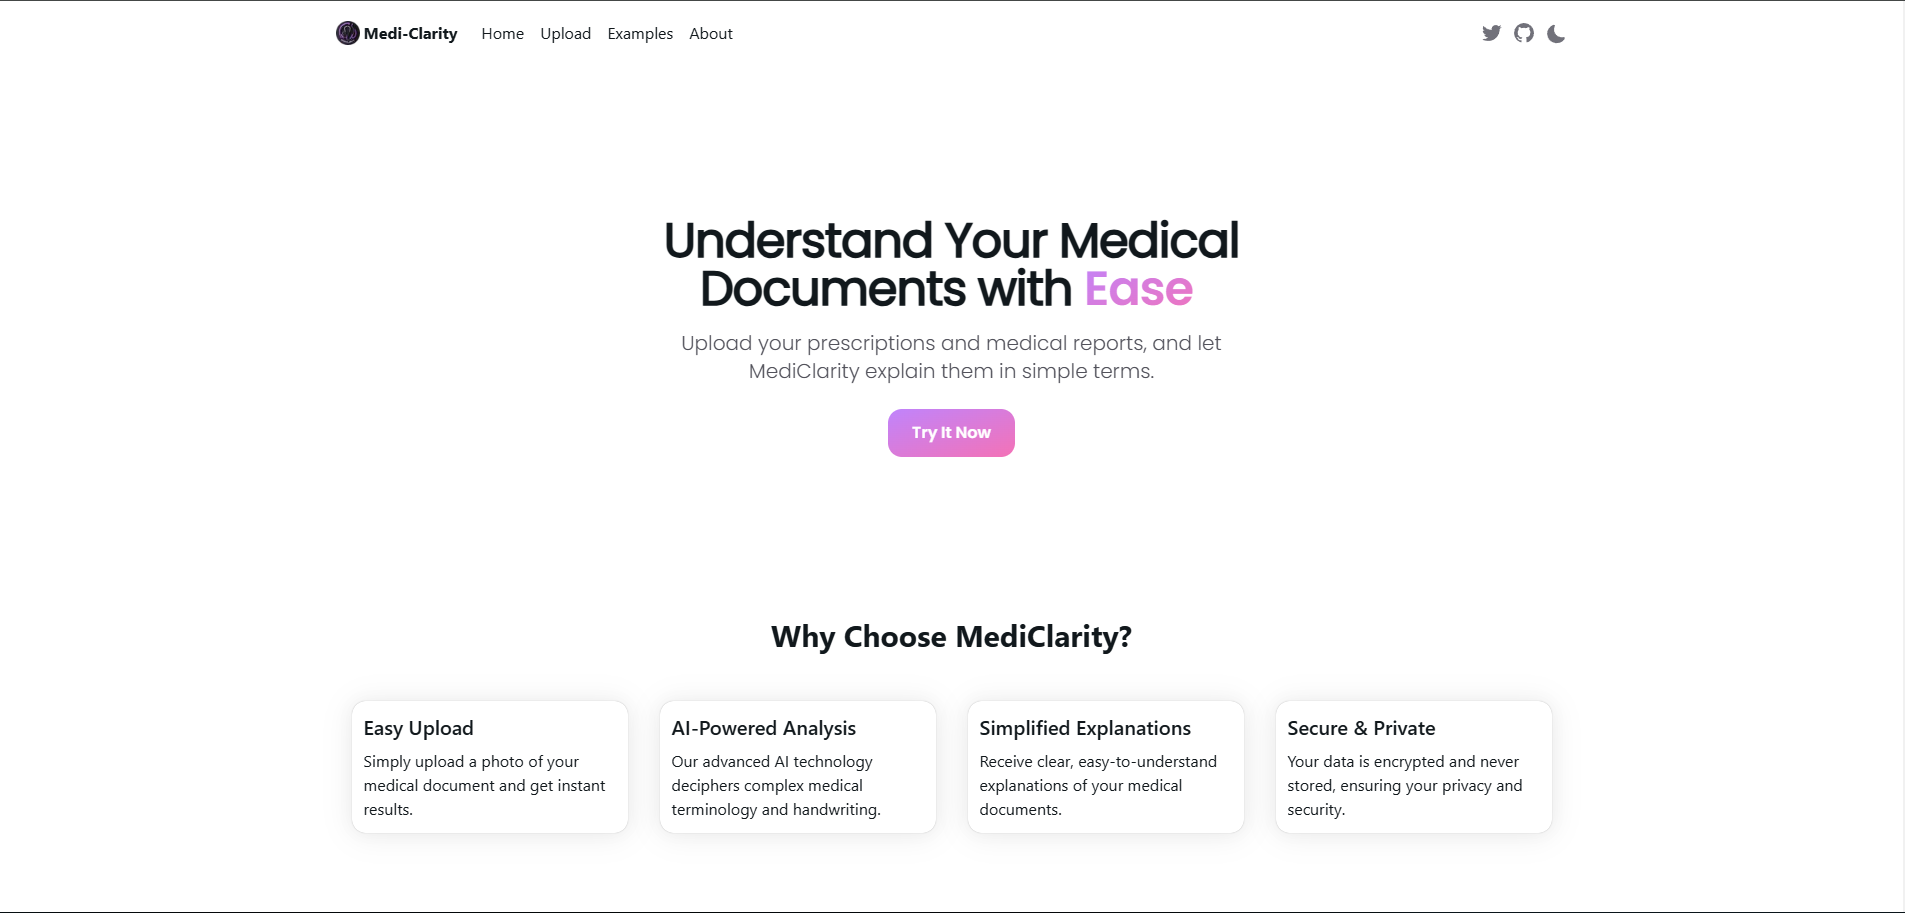 Medi-Clarity Home Upload Examples About
Understand Your Medical
Documents with Ease
Upload your prescriptions and medical reports, and let
MediClarity explain them in simple terms.
Try It Now
Why Choose MediClarity?
Easy Upload
Simply upload a photo of your
medical document and get instant
results.
AI-Powered Analysis
Our advanced AI technology
deciphers complex medical
terminology and handwriting.
Simplified Explanations
Receive clear, easy-to-understand
explanations of your medical
documents.
Secure & Private
Your data is encrypted and never
stored, ensuring your privacy and
security.